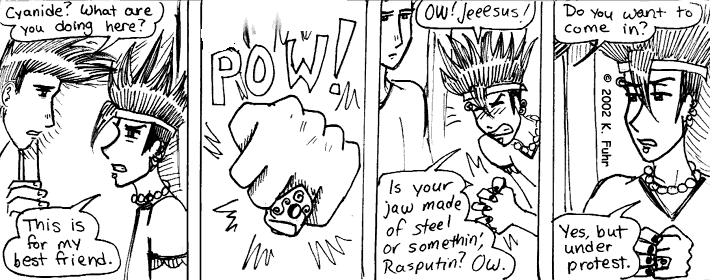 Cyanide? What are
you doing here?
This is
for my
best friend.
POW!
OW! Jeeesus!
Is your
jaw made
of steel
or somethin',
Rasputin? Ow.
Do you want to
come in?
© 2002 K. Fuhr
Yes, but
under
protest.